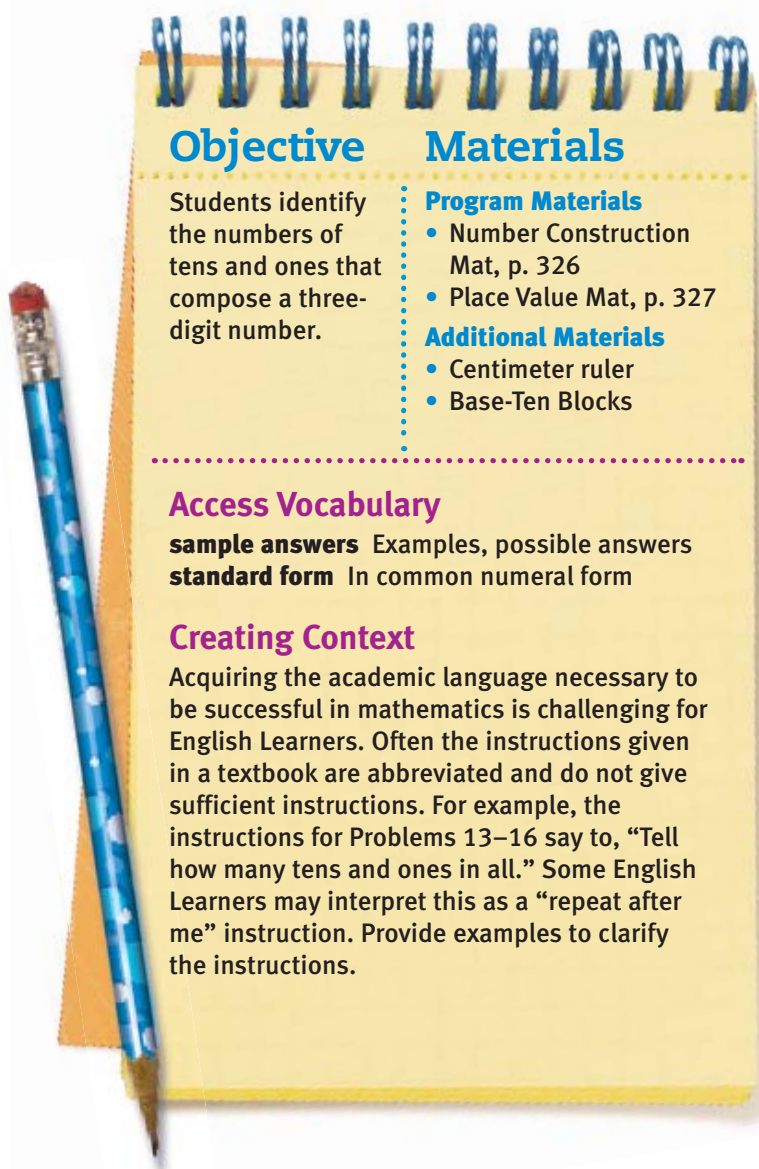 Objective
Students identify
the numbers of
tens and ones that
compose a three-
digit number.
Materials
Program Materials
• Number Construction
Mat, p. 326
• Place Value Mat, p. 327
Additional Materials
• Centimeter ruler
• Base-Ten Blocks
Access Vocabulary
sample answers Examples, possible answers
standard form In common numeral form
Creating Context
Acquiring the academic language necessary to
be successful in mathematics is challenging for
English Learners. Often the instructions given
in a textbook are abbreviated and do not give
sufficient instructions. For example, the
instructions for Problems 13–16 say to, “Tell
how many tens and ones in all.” Some English
Learners may interpret this as a “repeat after
me” instruction. Provide examples to clarify
the instructions.